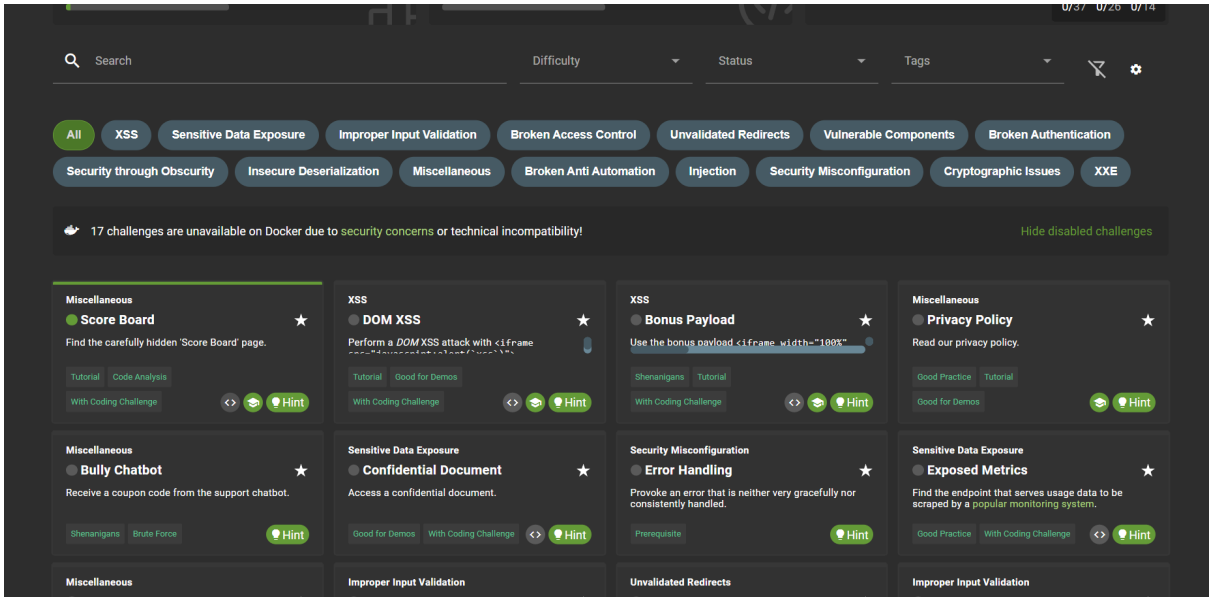 0/37 0/26 0/14
Search Difficulty Status Tags
All XSS Sensitive Data Exposure Improper Input Validation Broken Access Control Unvalidated Redirects Vulnerable Components Broken Authentication
Security through Obscurity Insecure Deserialization Miscellaneous Broken Anti Automation Injection Security Misconfiguration Cryptographic Issues XXE
17 challenges are unavailable on Docker due to security concerns or technical incompatibility! Hide disabled challenges
Miscellaneous
Score Board
Find the carefully hidden 'Score Board' page.
Tutorial Code Analysis
With Coding Challenge <> Hint
XSS
DOM XSS
Perform a DOM XSS attack with <iframe
src="javascript:alert(`xss`)">
Tutorial Good for Demos
With Coding Challenge <> Hint
XSS
Bonus Payload
Use the bonus payload <iframe width="100%"
Shenanigans Tutorial
With Coding Challenge <> Hint
Miscellaneous
Privacy Policy
Read our privacy policy.
Good Practice Tutorial
Good for Demos Hint
Miscellaneous
Bully Chatbot
Receive a coupon code from the support chatbot.
Shenanigans Brute Force Hint
Sensitive Data Exposure
Confidential Document
Access a confidential document.
Good for Demos With Coding Challenge <> Hint
Security Misconfiguration
Error Handling
Provoke an error that is neither very gracefully nor
consistently handled.
Prerequisite Hint
Sensitive Data Exposure
Exposed Metrics
Find the endpoint that serves usage data to be
scraped by a popular monitoring system.
Good Practice With Coding Challenge <> Hint
Miscellaneous
Improper Input Validation
Unvalidated Redirects
Improper Input Validation